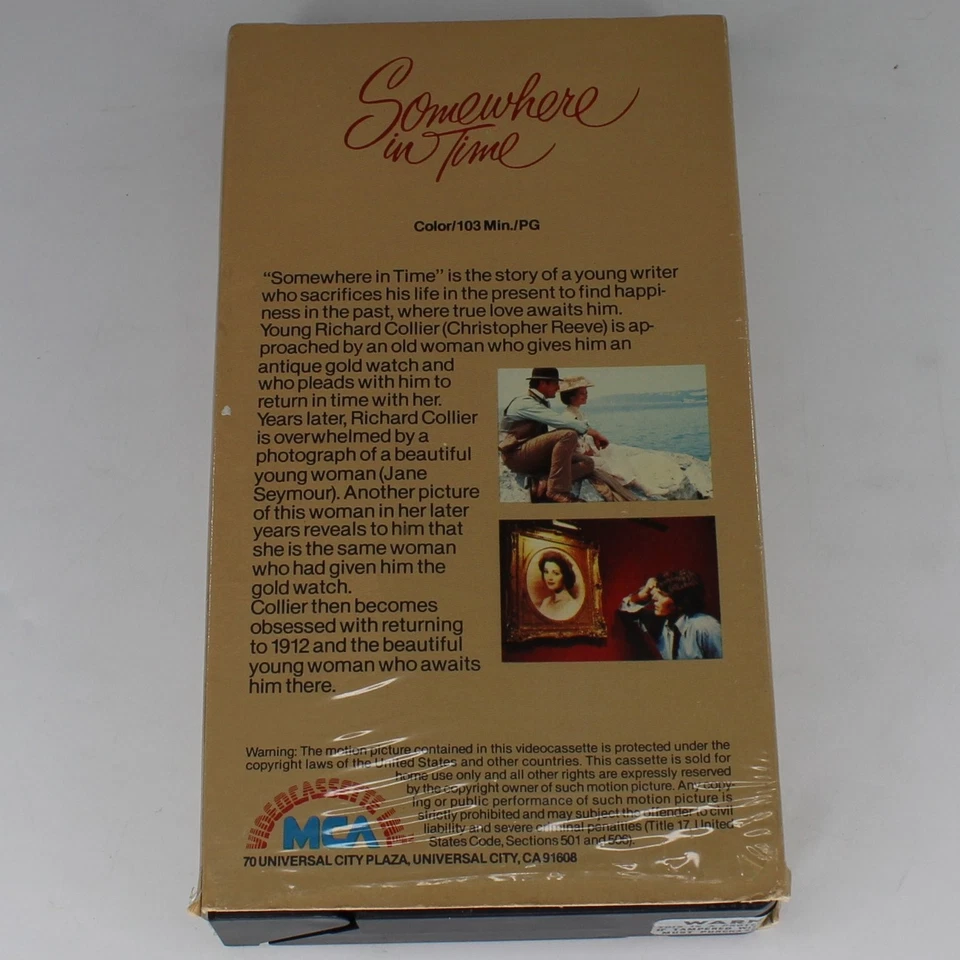 Somewhere
in Time
Color/103 Min./PG
“Somewhere in Time” is the story of a young writer
who sacrifices his life in the present to find happi-
ness in the past, where true love awaits him.
Young Richard Collier (Christopher Reeve) is ap-
proached by an old woman who gives him an
antique gold watch and
who pleads with him to
return in time with her.
Years later, Richard Collier
is overwhelmed by a
photograph of a beautiful
young woman (Jane
Seymour). Another picture
of this woman in her later
years reveals to him that
she is the same woman
who had given him the
gold watch.
Collier then becomes
obsessed with returning
to 1912 and the beautiful
young woman who awaits
him there.
Warning: The motion picture contained in this videocassette is protected under the
copyright laws of the United States and other countries. This cassette is sold for
home use only and all other rights are expressly reserved
by the copyright owner of such motion picture. Any copy-
ing or public performance of such motion picture is
strictly prohibited and may subject the offender to civil
liability and severe criminal penalties (Title 17, United
States Code, Sections 501 and 506).
VIDEOCASSETTE
MCA
70 UNIVERSAL CITY PLAZA, UNIVERSAL CITY, CA 91608